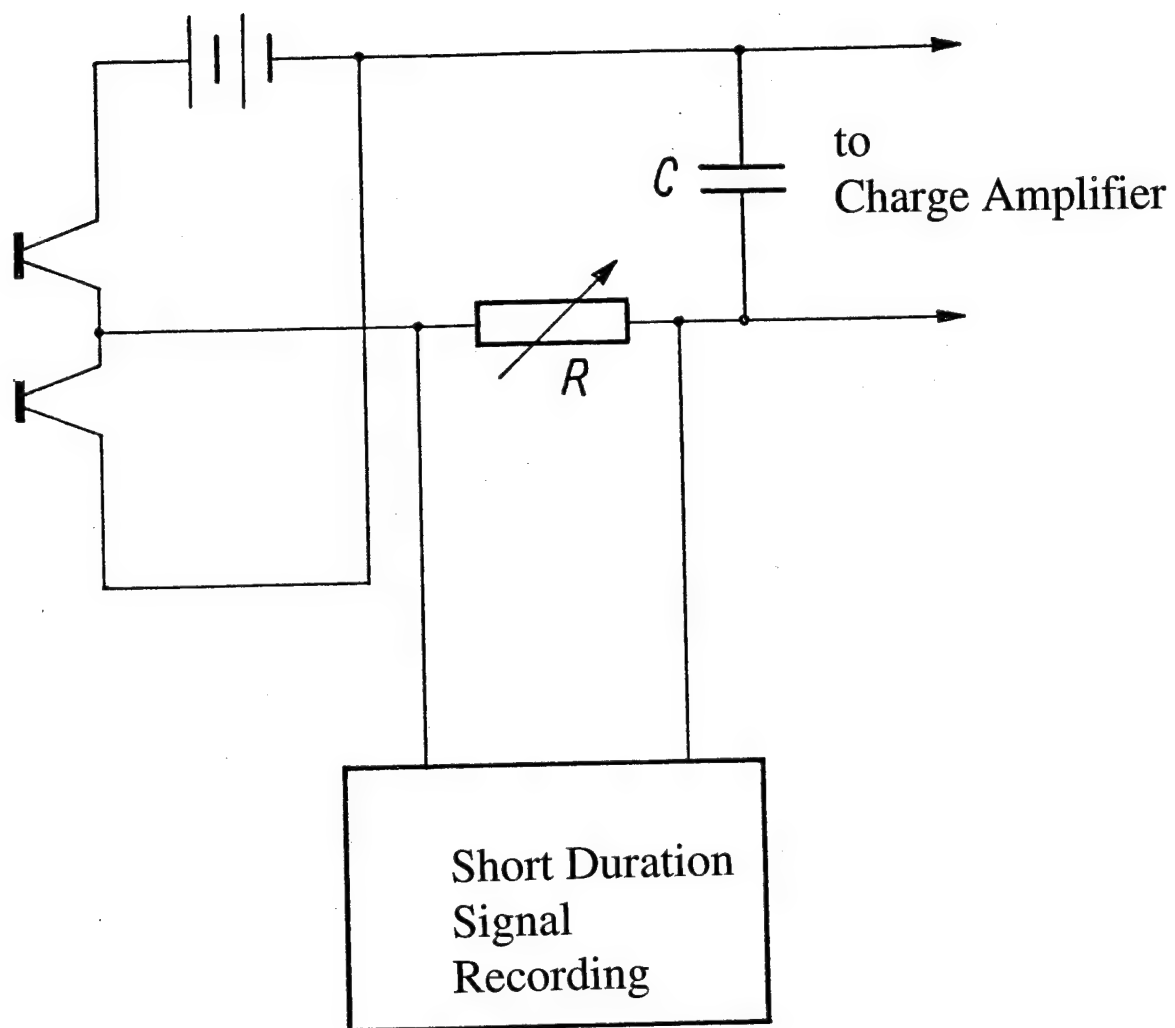 to
Charge Amplifier
C
R
Short Duration
Signal
Recording